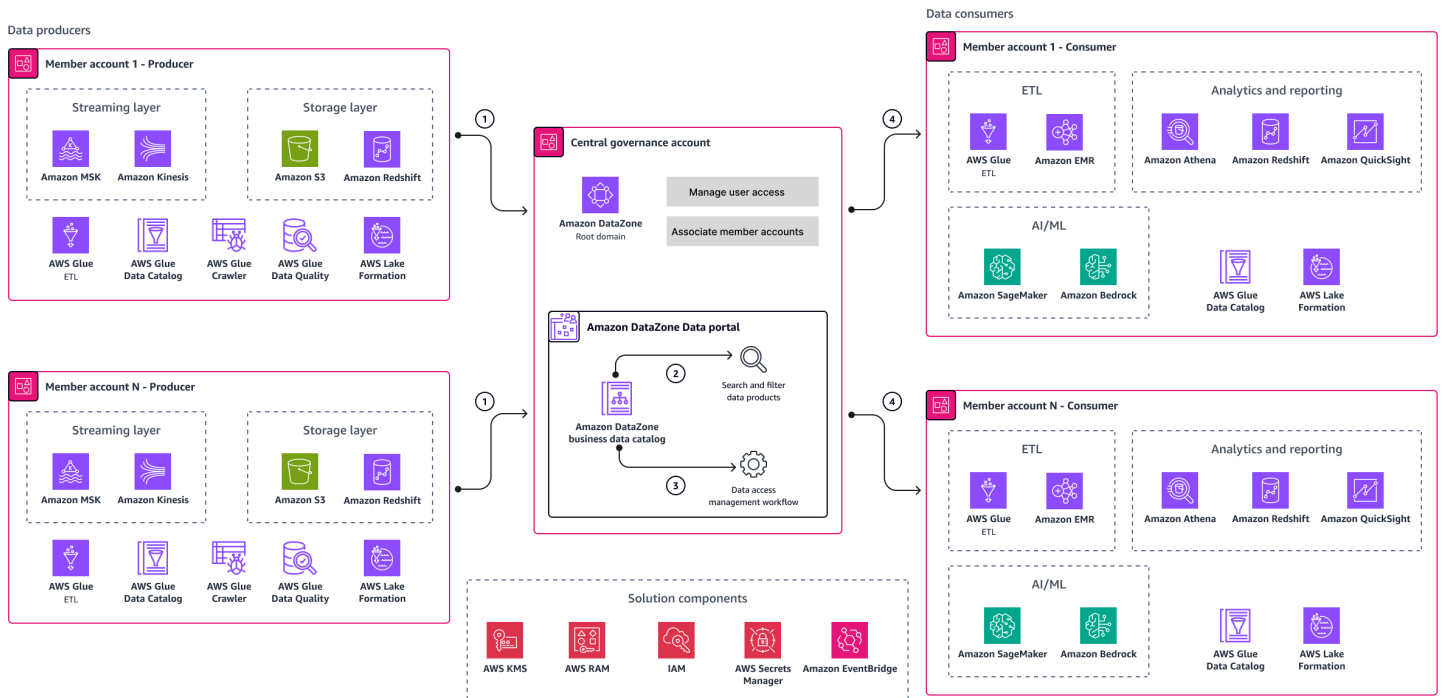 Data producers
Member account 1 - Producer
Streaming layer
Amazon MSK
Amazon Kinesis
Storage layer
Amazon S3
Amazon Redshift
AWS Glue
ETL
AWS Glue
Data Catalog
AWS Glue
Crawler
AWS Glue
Data Quality
AWS Lake
Formation
Member account N - Producer
Streaming layer
Amazon MSK
Amazon Kinesis
Storage layer
Amazon S3
Amazon Redshift
AWS Glue
ETL
AWS Glue
Data Catalog
AWS Glue
Crawler
AWS Glue
Data Quality
AWS Lake
Formation
1
1
Central governance account
Amazon DataZone
Root domain
Manage user access
Associate member accounts
Amazon DataZone Data portal
2
Search and filter
data products
Amazon DataZone
business data catalog
3
Data access
management workflow
Solution components
AWS KMS
AWS RAM
IAM
AWS Secrets
Manager
Amazon EventBridge
4
4
Data consumers
Member account 1 - Consumer
ETL
AWS Glue
ETL
Amazon EMR
Analytics and reporting
Amazon Athena
Amazon Redshift
Amazon QuickSight
AI/ML
Amazon SageMaker
Amazon Bedrock
AWS Glue
Data Catalog
AWS Lake
Formation
Member account N - Consumer
ETL
AWS Glue
ETL
Amazon EMR
Analytics and reporting
Amazon Athena
Amazon Redshift
Amazon QuickSight
AI/ML
Amazon SageMaker
Amazon Bedrock
AWS Glue
Data Catalog
AWS Lake
Formation